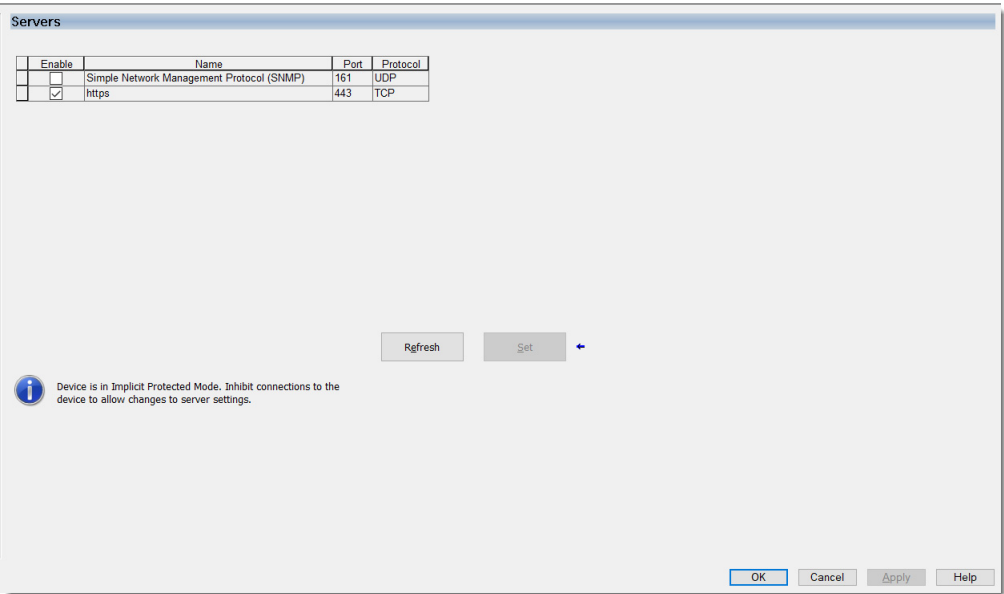 Servers
Enable Name Port Protocol
Simple Network Management Protocol (SNMP) 161 UDP
https 443 TCP
Refresh Set
Device is in Implicit Protected Mode. Inhibit connections to the
device to allow changes to server settings.
OK Cancel Apply Help